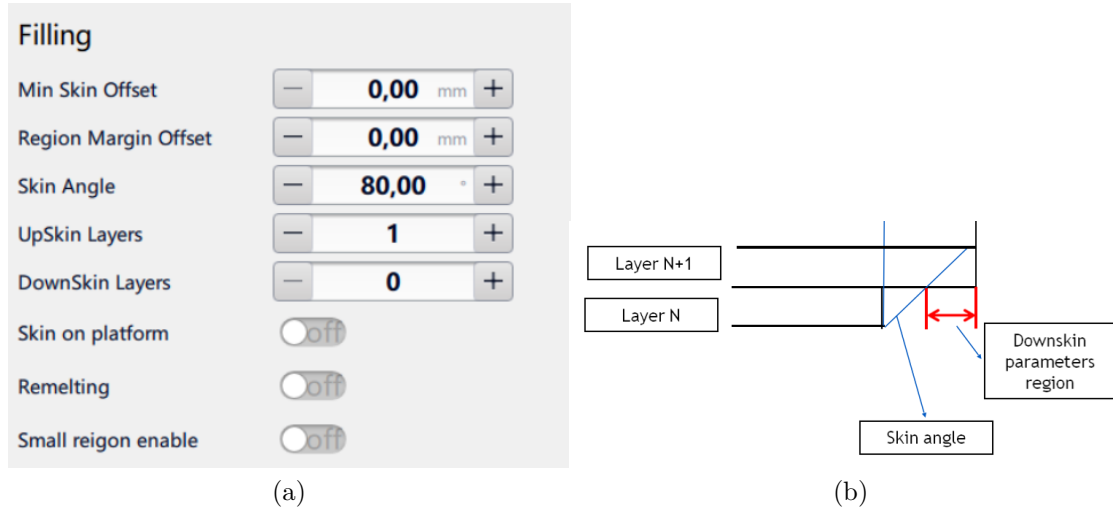 Filling
Min Skin Offset — 0,00 mm +
Region Margin Offset — 0,00 mm +
Skin Angle — 80,00 ° +
UpSkin Layers — 1 +
DownSkin Layers — 0 +
Skin on platform off
Remelting off
Small reigon enable off
(a)
Layer N+1
Layer N
Downskin
parameters
region
Skin angle
(b)